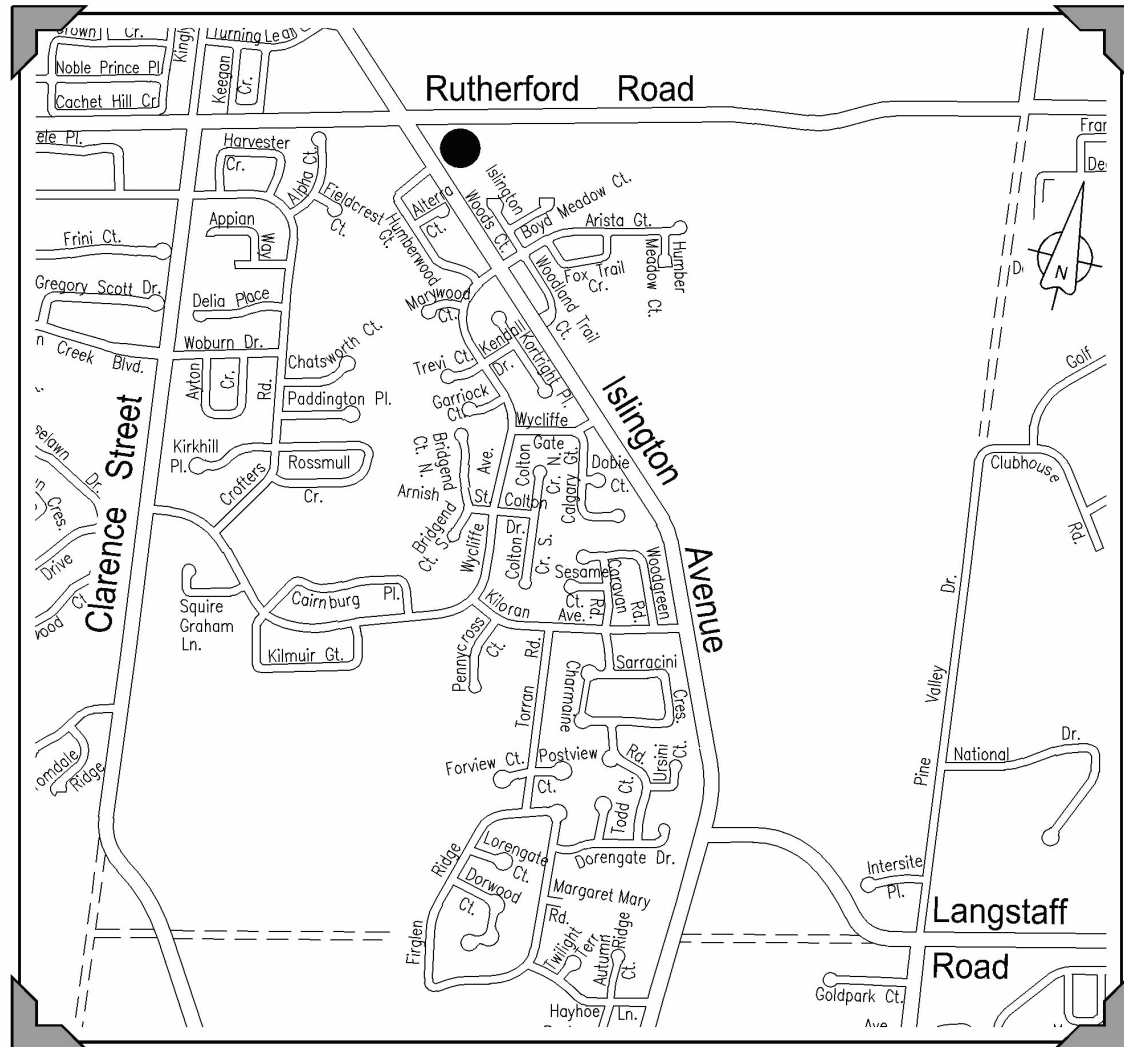 Cr.
Turning Leaf
Noble Prince Pl
Keegan
Cr.
Cachet Hill Cr.
Rutherford Road
Harvester
Cr.
Alpha Ct.
Fieldcrest
Ct.
Islington
Woods Ct.
Alterra
Ct.
Boyd Meadow Ct.
Arista Gt.
Humberwood
Gt.
Appian
Way
Frini Ct.
Humber
Meadow Ct.
Fox Trail
Cr.
Woodland Trail
Ct.
N
Gregory Scott Dr.
Delia Place
Marywood
Ct.
Creek Blvd.
Woburn Dr.
Chatsworth Ct.
Trevi Ct.
Kendall
Dr.
Kortright Pl.
Golf
Ayton
Cr.
Rd.
Paddington Pl.
Garriock
Ct.
Islington
Clarence Street
Wycliffe
Gate
Kirkhill
Pl.
Rossmull
Cr.
Crofters
Bridgend
Ct. N.
Ave.
Colton
Cr. N.
Calgary Gt.
Dobie
Ct.
Clubhouse
Rd.
Dr.
Cres.
Arnish
St.
Colton
Dr.
Bridgend
Ct. S.
Wycliffe
Colton
Cr. S.
Drive
Ct.
Sesame
Ct.
Caravan
Rd.
Woodgreen
Rd.
Avenue
Dr.
Squire
Graham
Ln.
Cairnburg Pl.
Kiloran
Ave.
Kilmuir Gt.
Pennycross
Ct.
Rd.
Sarracini
Cres.
Torran
Charmaine
Rd.
Valley
Forview Ct.
Postview
Ct.
Ursini
Ct.
National Dr.
Ridge
Pine
Todd Ct.
Lorengate
Ct.
Ridge
Dorengate Dr.
Intersite
Pl.
Dorwood
Ct.
Margaret Mary
Rd.
Langstaff
Road
Firglen
Twilight
Terr.
Autumn
Ridge
Ct.
Goldpark Ct.
Hayhoe Ln.
Ave.